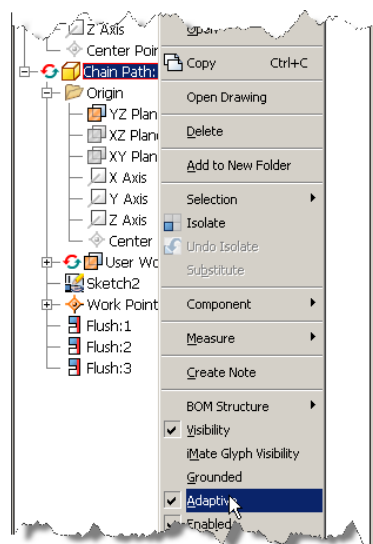 Z Axis
Center Poin
Chain Path:
Origin
YZ Plan
XZ Plan
XY Plan
X Axis
Y Axis
Z Axis
Center
User Wo
Sketch2
Work Point
Flush:1
Flush:2
Flush:3
Open
Copy Ctrl+C
Open Drawing
Delete
Add to New Folder
Selection
Isolate
Undo Isolate
Substitute
Component
Measure
Create Note
BOM Structure
Visibility
iMate Glyph Visibility
Grounded
Adaptive
Enabled